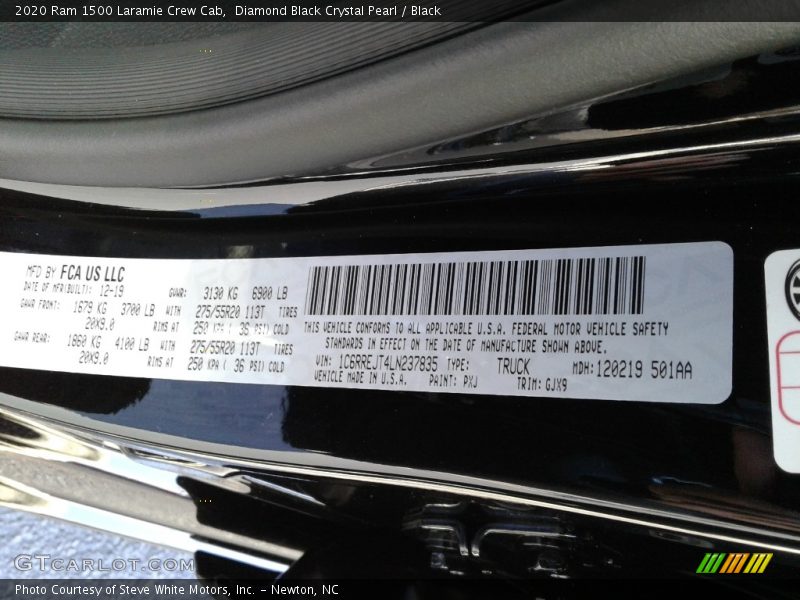 2020 Ram 1500 Laramie Crew Cab,  Diamond Black Crystal Pearl / Black
MFD BY FCA US LLC
DATE OF MFR(BUILT): 12-19 GVWR: 3130 KG 6900 LB
GAWR FRONT: 1679 KG 3700 LB WITH 275/55R20 113T TIRES
20X9.0 RIMS AT 250 KPA ( 36 PSI) COLD
GAWR REAR: 1860 KG 4100 LB WITH 275/55R20 113T TIRES
20X9.0 RIMS AT 250 KPA ( 36 PSI) COLD
THIS VEHICLE CONFORMS TO ALL APPLICABLE U.S.A. FEDERAL MOTOR VEHICLE SAFETY
STANDARDS IN EFFECT ON THE DATE OF MANUFACTURE SHOWN ABOVE.
VIN: 1C6RREJT4LN237835 TYPE: TRUCK MDH:120219 501AA
VEHICLE MADE IN U.S.A. PAINT: PXJ TRIM: GJX9
GTCARLOT.COM
Photo Courtesy of Steve White Motors, Inc. – Newton, NC